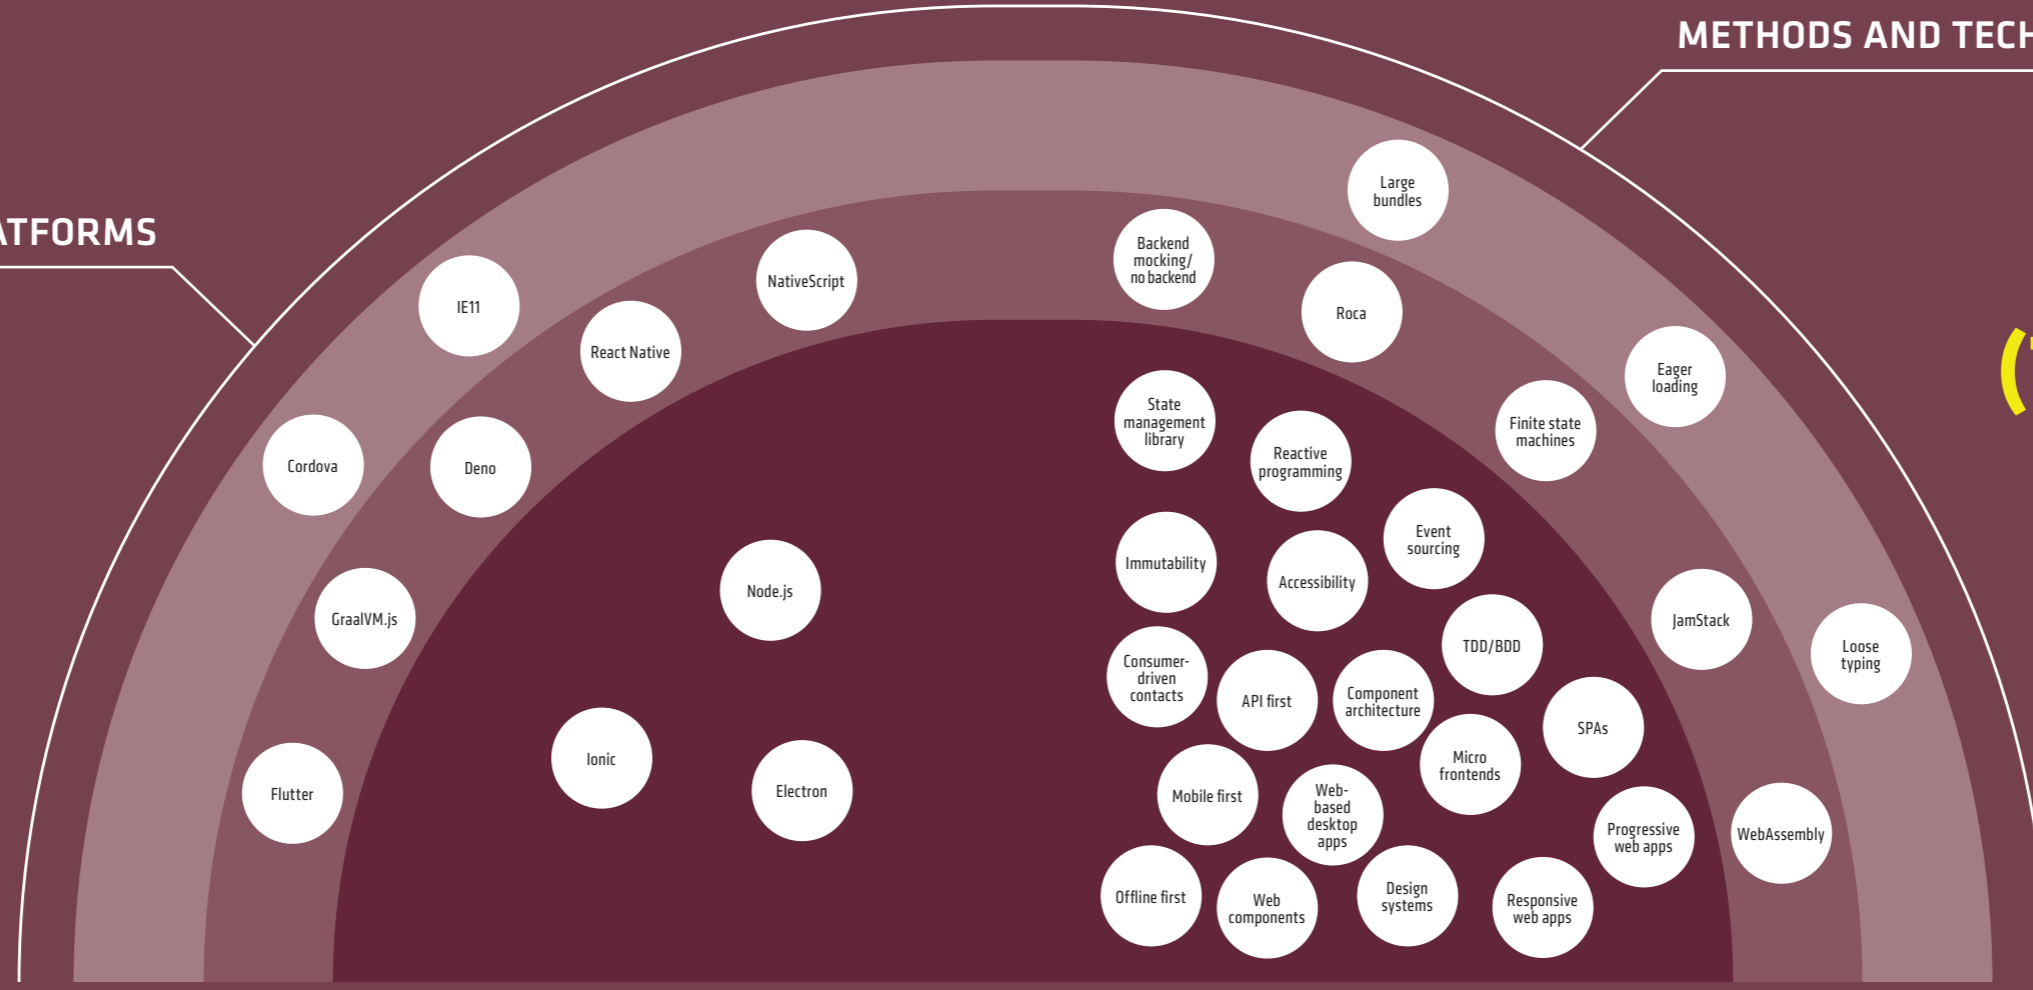 METHODS AND TECH
ATFORMS
IE11
Cordova
NativeScript
React Native
Deno
GraalVM.js
Flutter
Node.js
Ionic
Electron
Large
bundles
Eager
loading
Loose
typing
Backend
mocking/
no backend
Roca
Finite state
machines
JamStack
WebAssembly
State
management
library
Reactive
programming
Event
sourcing
Immutability
Accessibility
TDD/BDD
Consumer-
driven
contacts
API first
Component
architecture
SPAs
Micro
frontends
Mobile first
Web-
based
desktop
apps
Progressive
web apps
Offline first
Web
components
Design
systems
Responsive
web apps